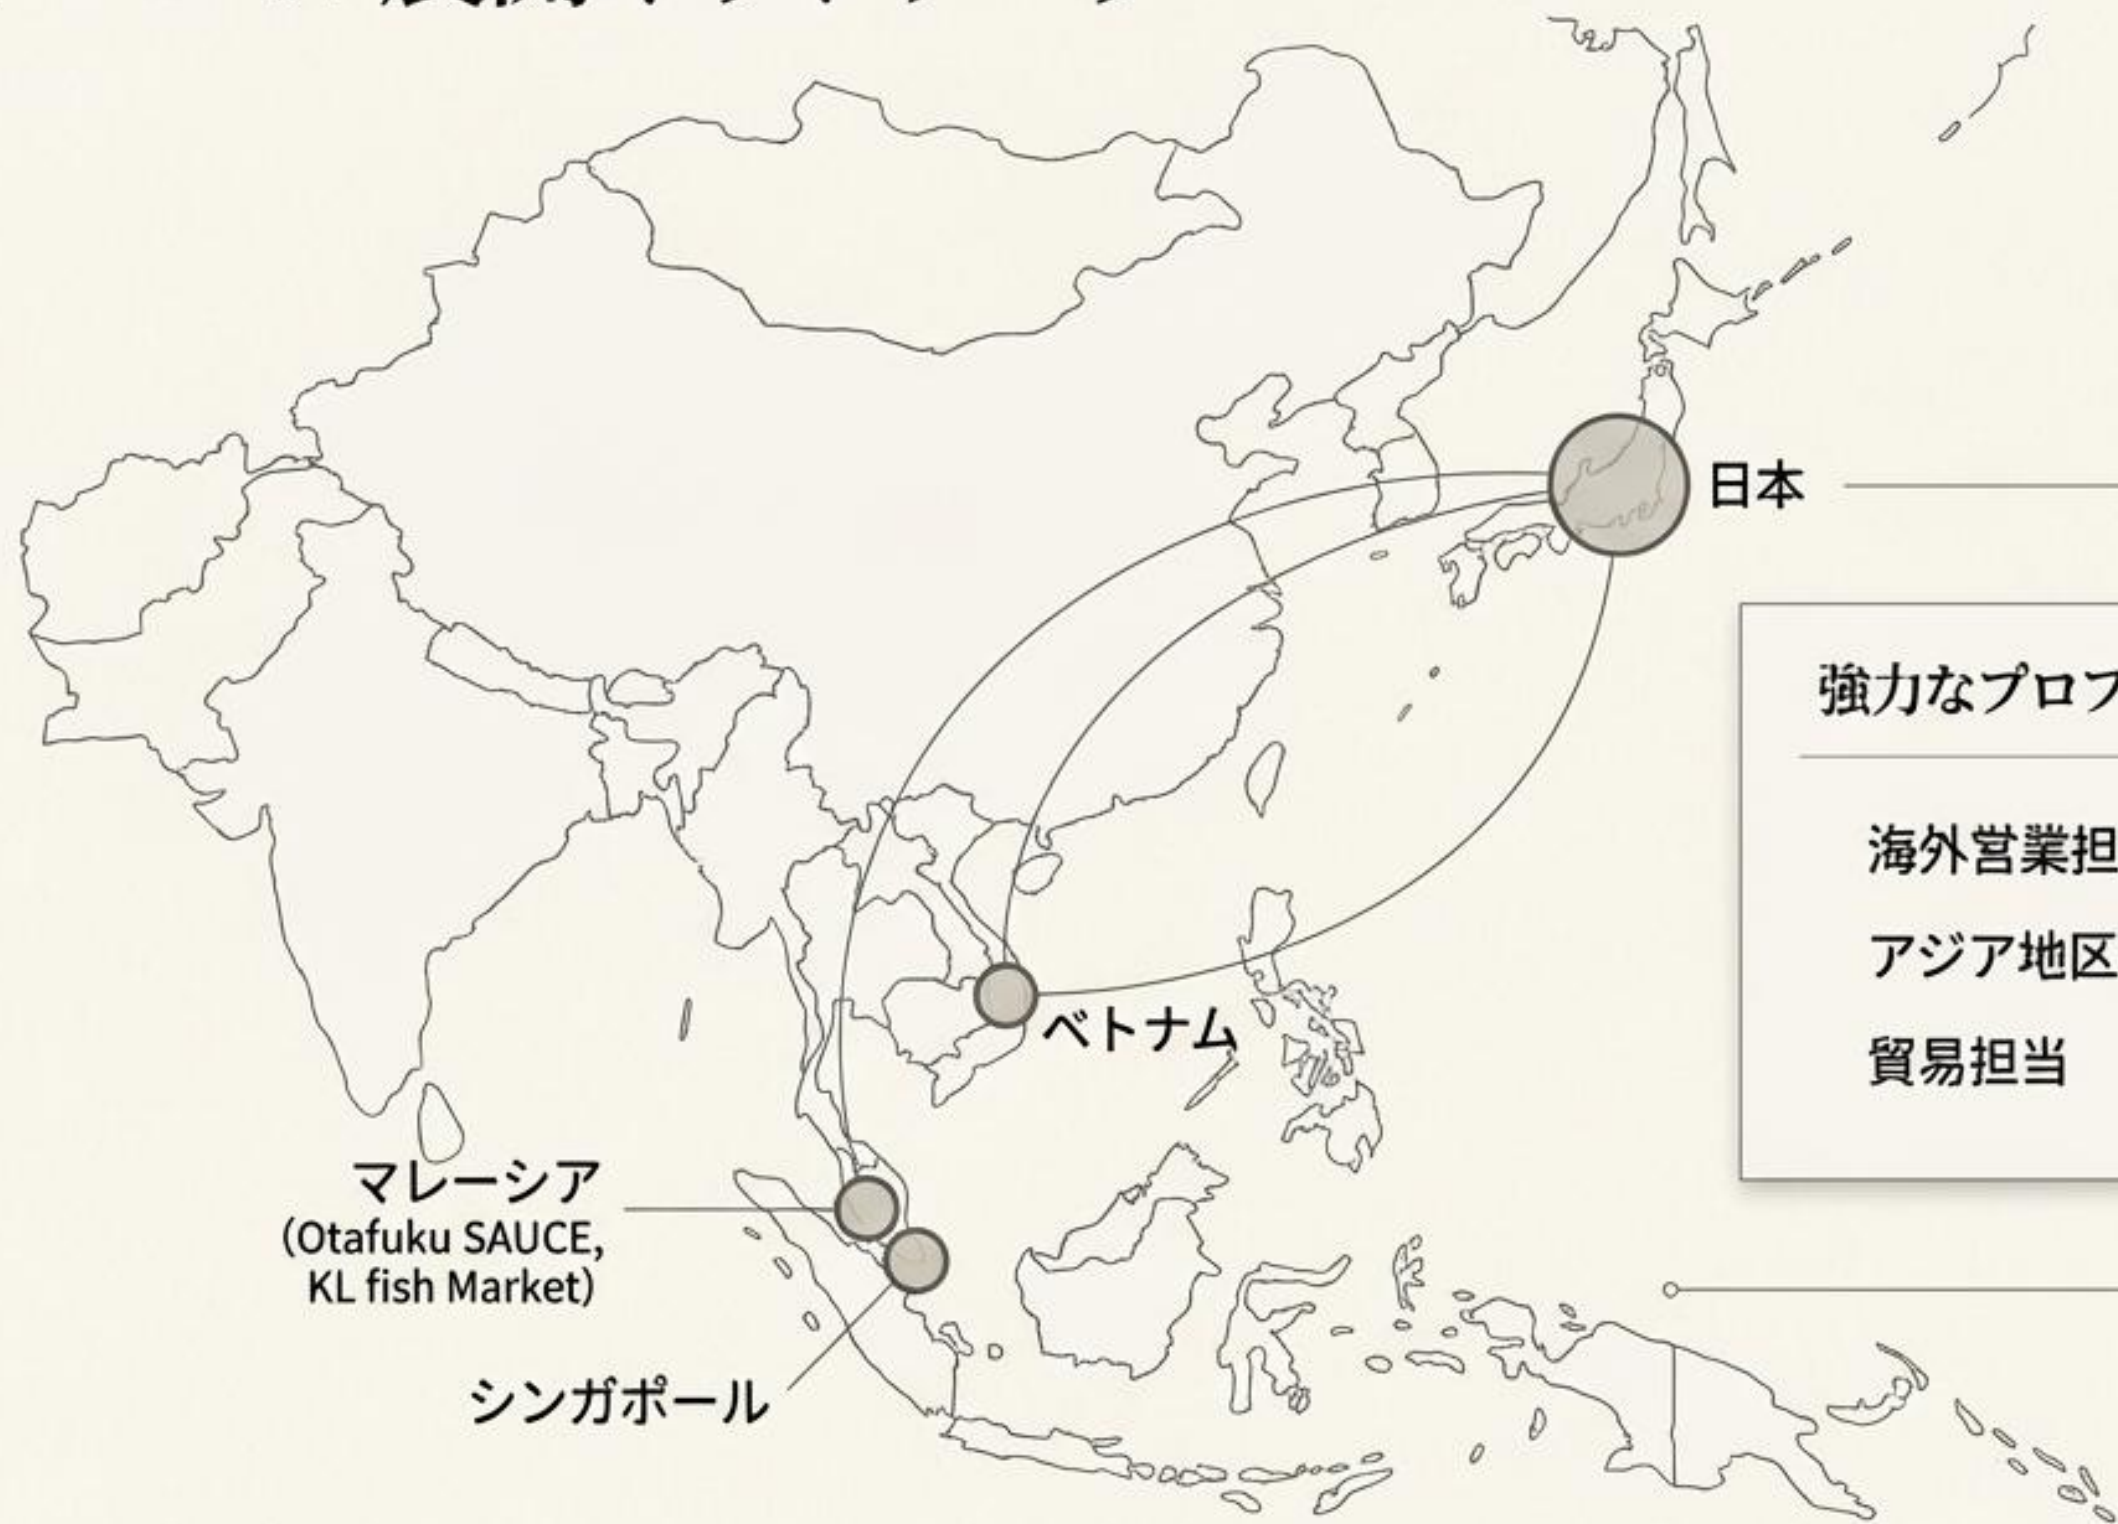 日本
強力なプロフ
海外営業担
アジア地区
貿易担当
ベトナム
マレーシア
(Otafuku SAUCE,
KL fish Market)
シンガポール